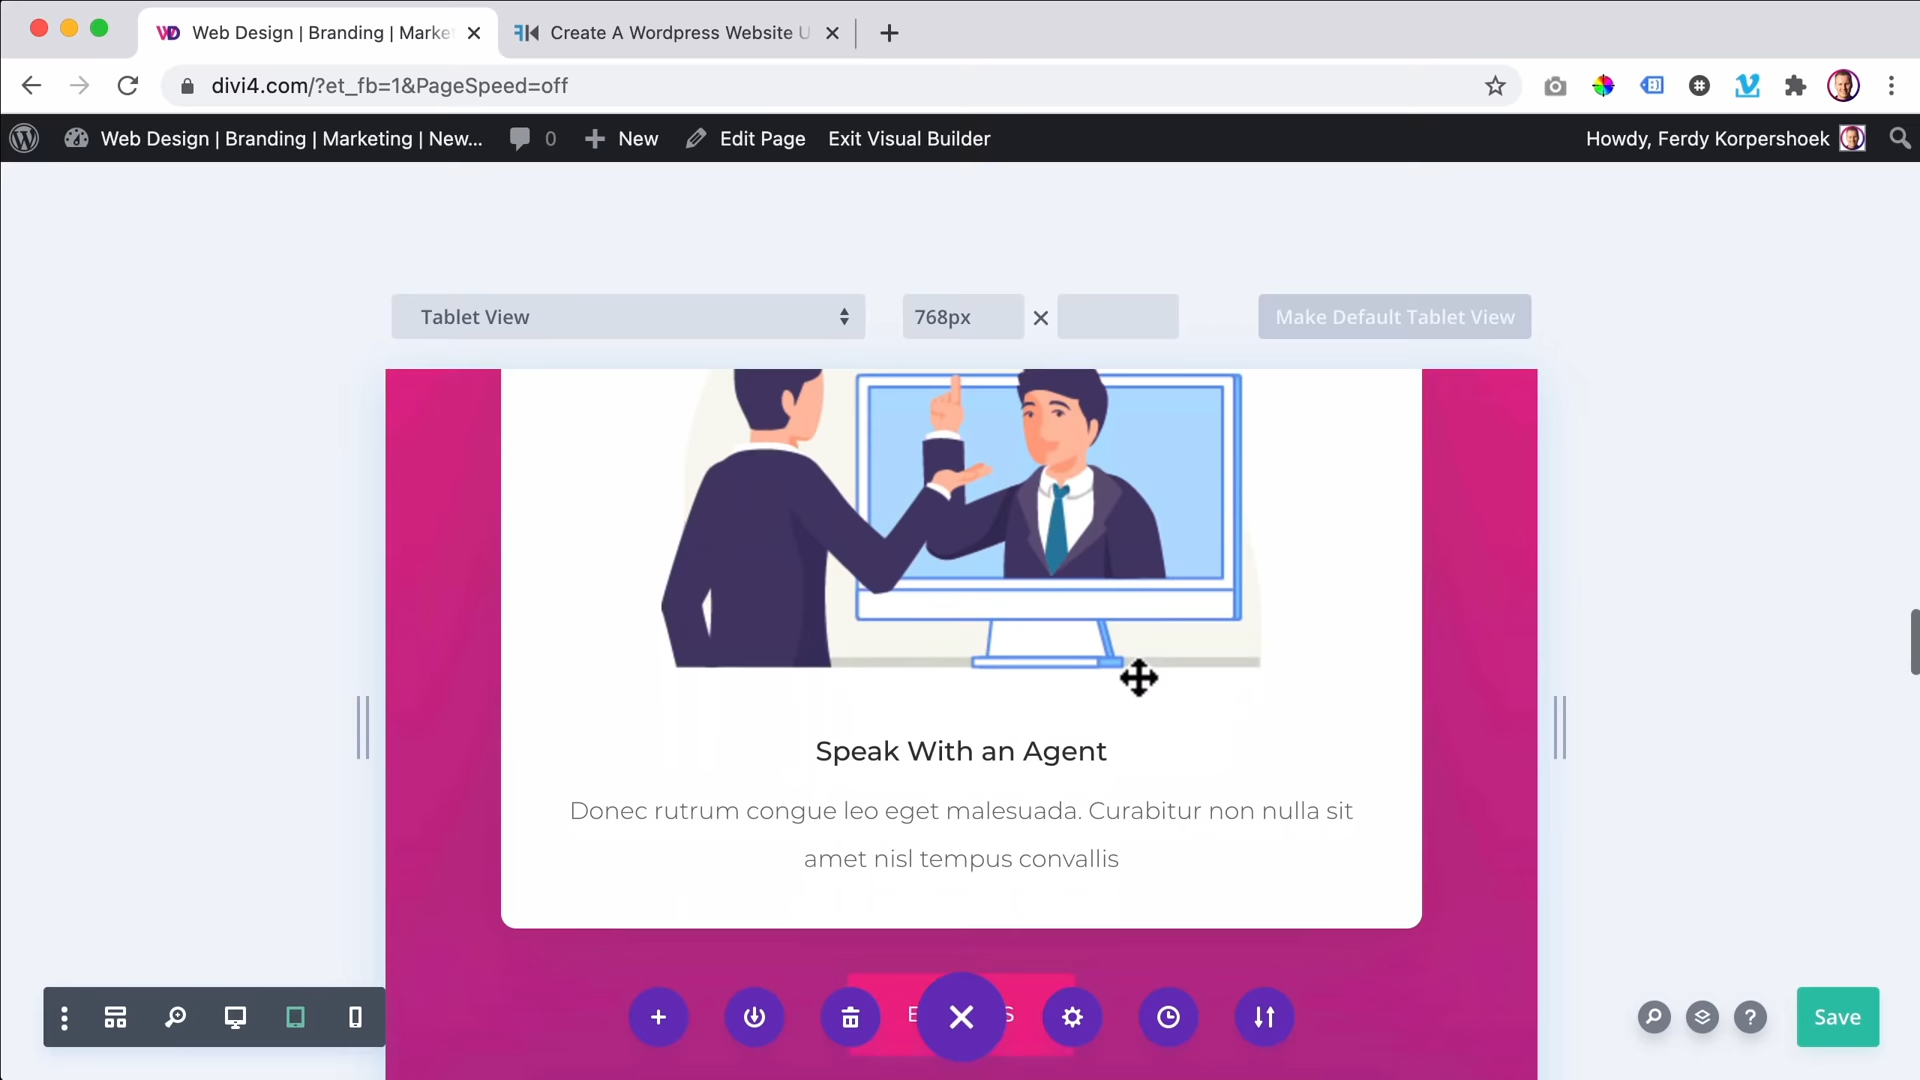 Web Design | Branding | Marke
Create A Wordpress Website U
divi4.com/?et_fb=1&PageSpeed=off
Web Design | Branding | Marketing | New...
0
New
Edit Page
Exit Visual Builder
Howdy, Ferdy Korpershoek
Tablet View
768px
Make Default Tablet View
Speak With an Agent
Donec rutrum congue leo eget malesuada. Curabitur non nulla sit
amet nisl tempus convallis
Save